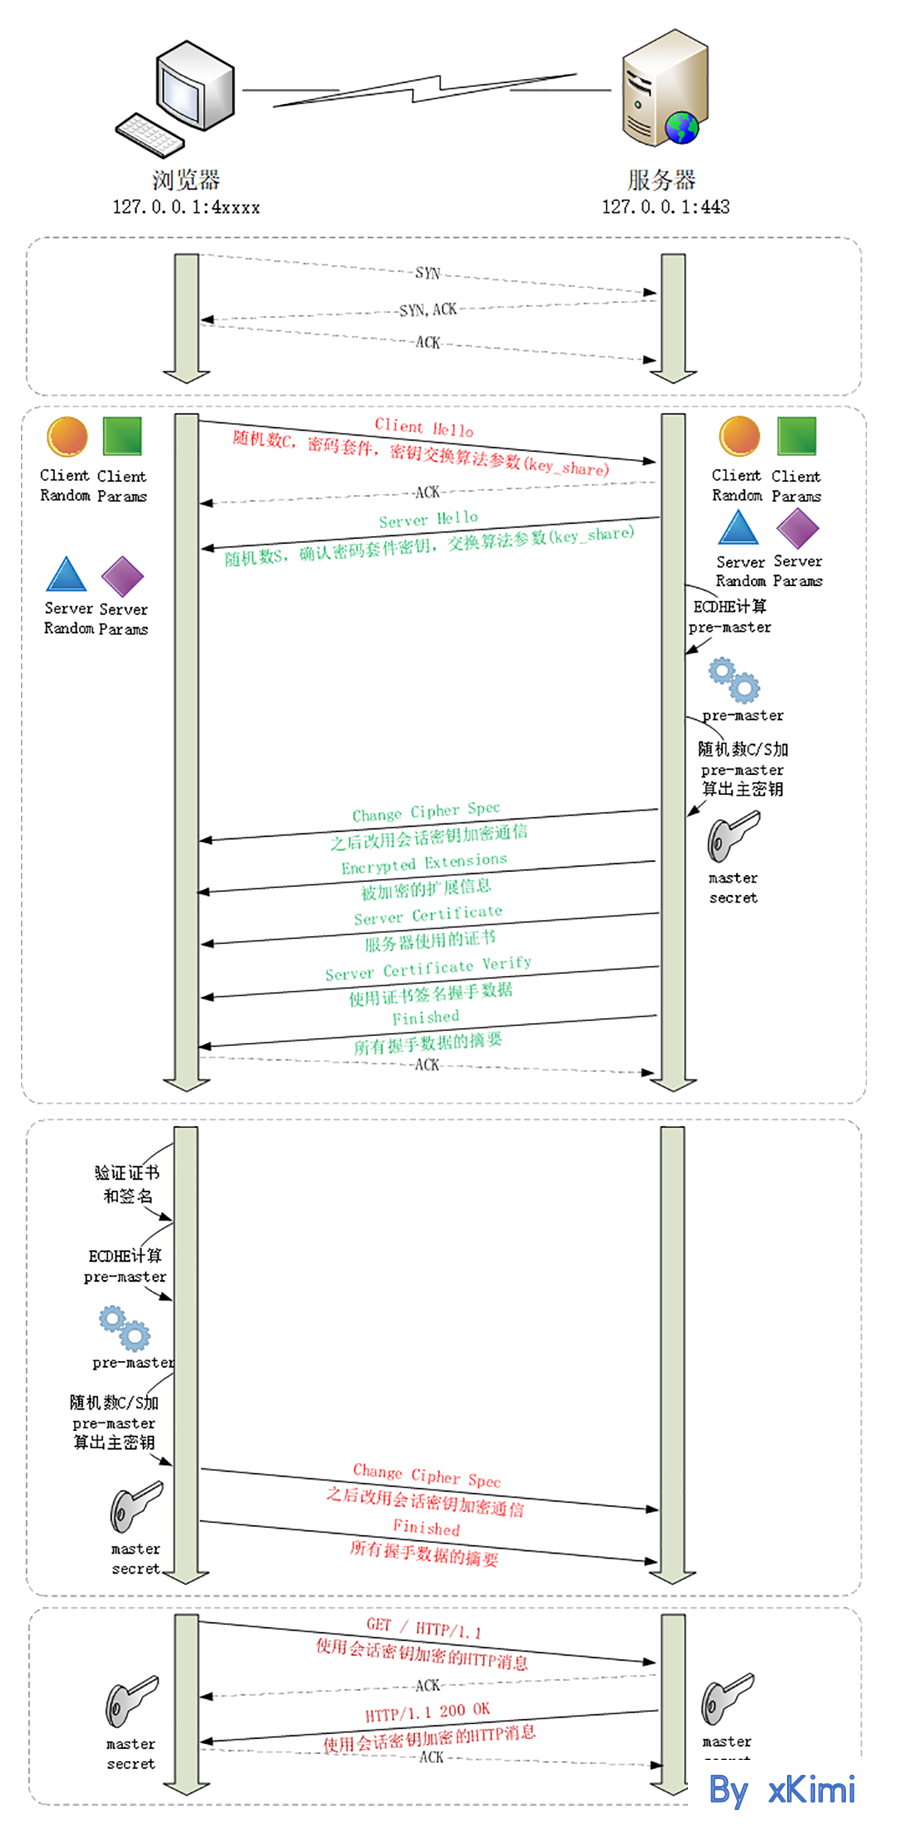 浏览器
127.0.0.1:4xxxx
服务器
127.0.0.1:443
SYN
SYN,ACK
ACK
Client Random
Client Params
Client Hello
随机数C, 密码套件, 密钥交换算法参数(key_share)
Client Random
Client Params
ACK
Server Hello
随机数S, 确认密码套件密钥, 交换算法参数(key_share)
Server Random
Server Params
Server Random
Server Params
ECDHE计算
pre-master
pre-master
随机数C/S加
pre-master
算出主密钥
master
secret
Change Cipher Spec
之后改用会话密钥加密通信
Encrypted Extensions
被加密的扩展信息
Server Certificate
服务器使用的证书
Server Certificate Verify
使用证书签名握手数据
Finished
所有握手数据的摘要
ACK
验证证书
和签名
ECDHE计算
pre-master
pre-master
随机数C/S加
pre-master
算出主密钥
master
secret
Change Cipher Spec
之后改用会话密钥加密通信
Finished
所有握手数据的摘要
GET / HTTP/1.1
使用会话密钥加密的HTTP消息
ACK
HTTP/1.1 200 OK
使用会话密钥加密的HTTP消息
ACK
master
secret
master
By xKimi